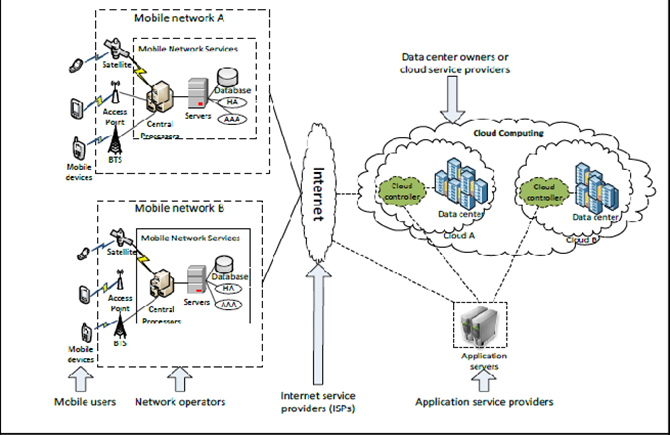 Mobile network A
Mobile Network Services
Satellite
Database
HA
AAA
Servers
Access
Point
Central
Processers
BTS
Mobile
devices
Mobile network B
Mobile Network Services
Satellite
Database
HA
AAA
Servers
Access
Point
Central
Processers
BTS
Mobile
devices
Mobile users
Network operators
Internet
Internet service
providers (ISPs)
Data center owners or
cloud service providers
Cloud Computing
Cloud
controller
Data center
Cloud A
Cloud
controller
Data center
Cloud B
Application
servers
Application service providers